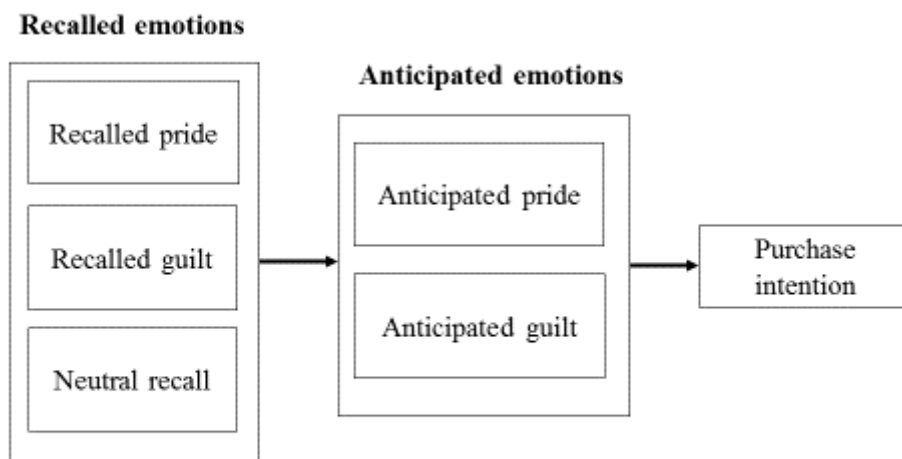 Recalled emotions
Recalled pride
Recalled guilt
Neutral recall
Anticipated emotions
Anticipated pride
Anticipated guilt
Purchase
intention